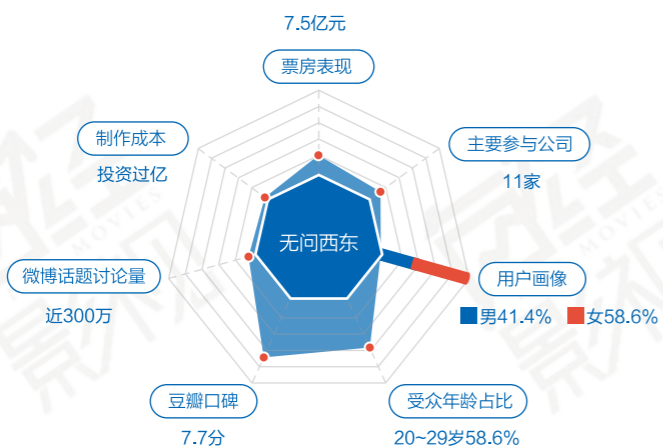 7.5亿元
票房表现
制作成本
投资过亿
主要参与公司
11家
无问西东
微博话题讨论量
近300万
用户画像
男41.4% 女58.6%
豆瓣口碑
7.7分
受众年龄占比
20~29岁58.6%